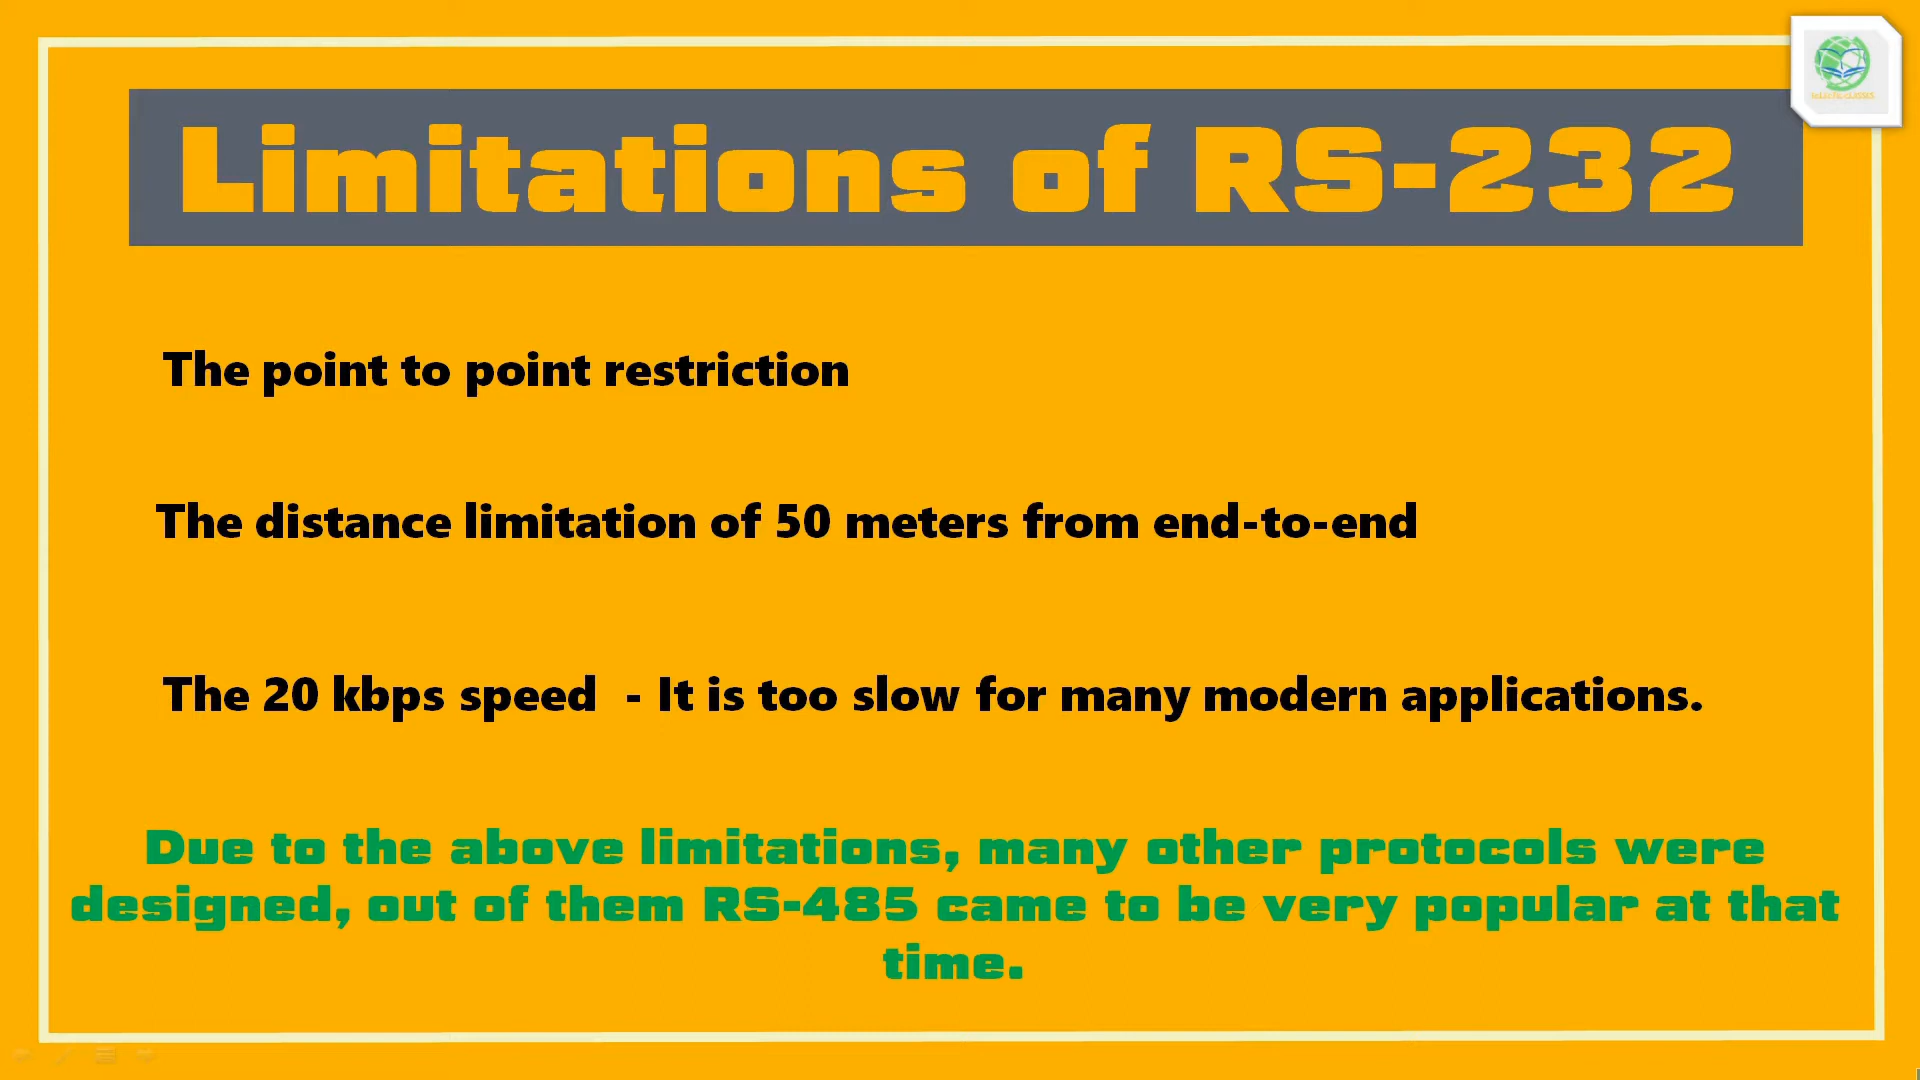 Limitations of RS-232
The point to point restriction
The distance limitation of 50 meters from end-to-end
The 20 kbps speed  - It is too slow for many modern applications.
Due to the above limitations, many other protocols were
designed, out of them RS-485 came to be very popular at that
time.